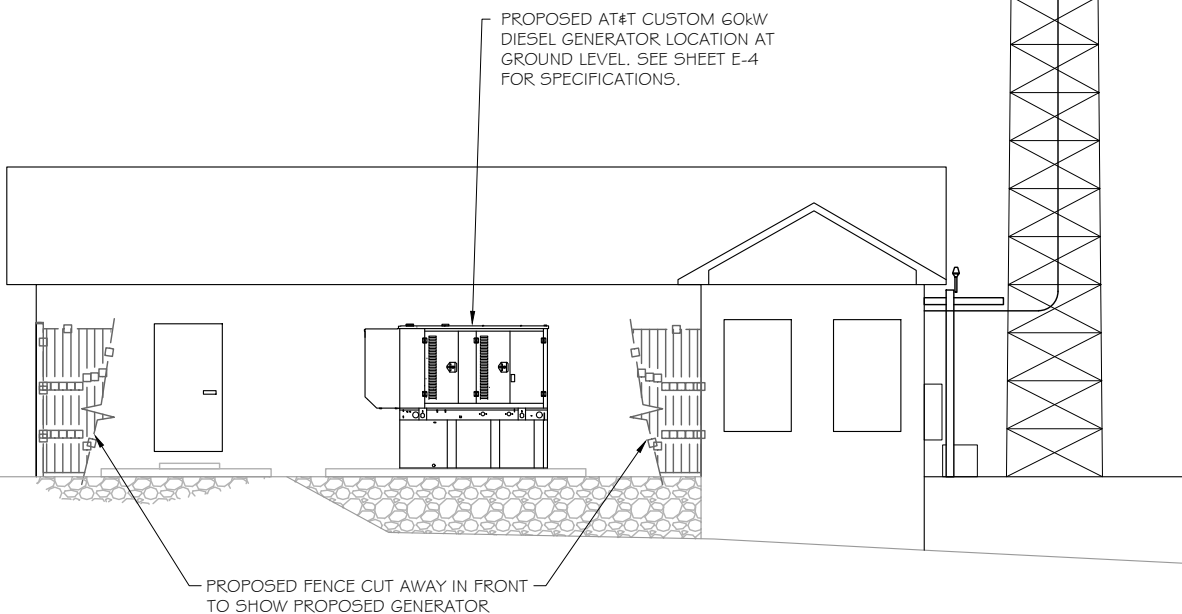 PROPOSED AT&T CUSTOM 60kW
DIESEL GENERATOR LOCATION AT
GROUND LEVEL. SEE SHEET E-4
FOR SPECIFICATIONS.
PROPOSED FENCE CUT AWAY IN FRONT
TO SHOW PROPOSED GENERATOR